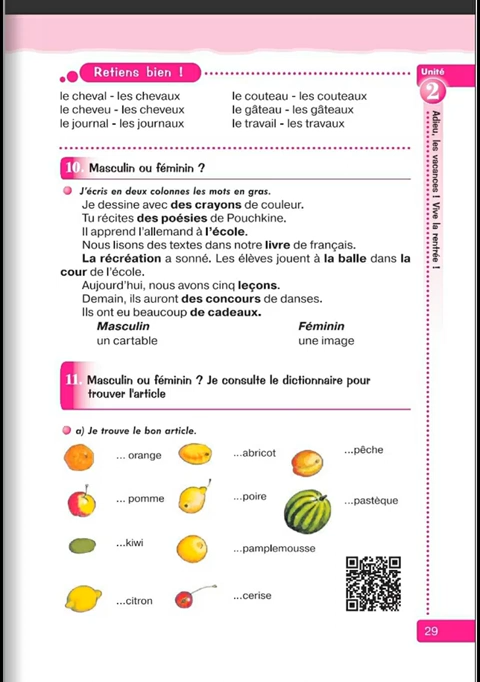 Retiens bien !
le cheval - les chevaux
le cheveu - les cheveux
le journal - les journaux
le couteau - les couteaux
le gâteau - les gâteaux
le travail - les travaux
Unité
2
Adieu, les vacances ! Vive la rentrée !
10. Masculin ou féminin ?
J'écris en deux colonnes les mots en gras.
Je dessine avec des crayons de couleur.
Tu récites des poésies de Pouchkine.
Il apprend l'allemand à l'école.
Nous lisons des textes dans notre livre de français.
La récréation a sonné. Les élèves jouent à la balle dans la
cour de l'école.
Aujourd'hui, nous avons cinq leçons.
Demain, ils auront des concours de danses.
Ils ont eu beaucoup de cadeaux.
Masculin Féminin
un cartable une image
11. Masculin ou féminin ? Je consulte le dictionnaire pour
trouver l'article
a) Je trouve le bon article.
... orange ...abricot ...pêche
... pomme ...poire ...pastèque
...kiwi ...pamplemousse
...citron ...cerise
29